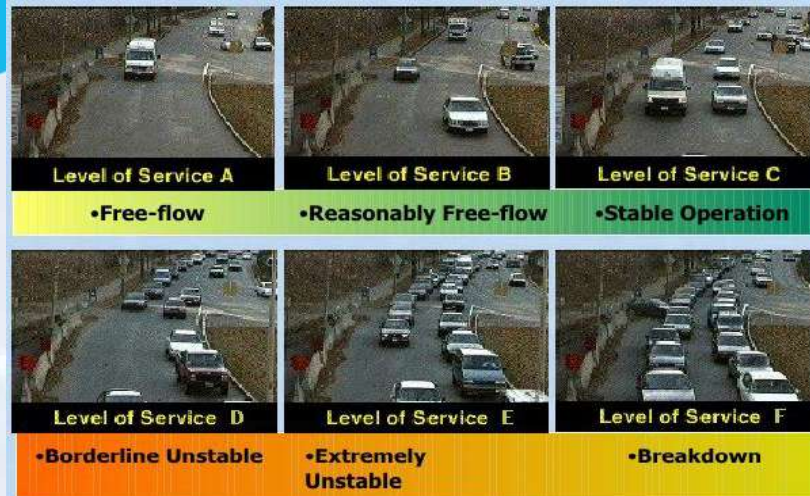 Level of Service A
Level of Service B
Level of Service C
•Free-flow
•Reasonably Free-flow
•Stable Operation
Level of Service D
Level of Service E
Level of Service F
•Borderline Unstable
•Extremely
Unstable
•Breakdown